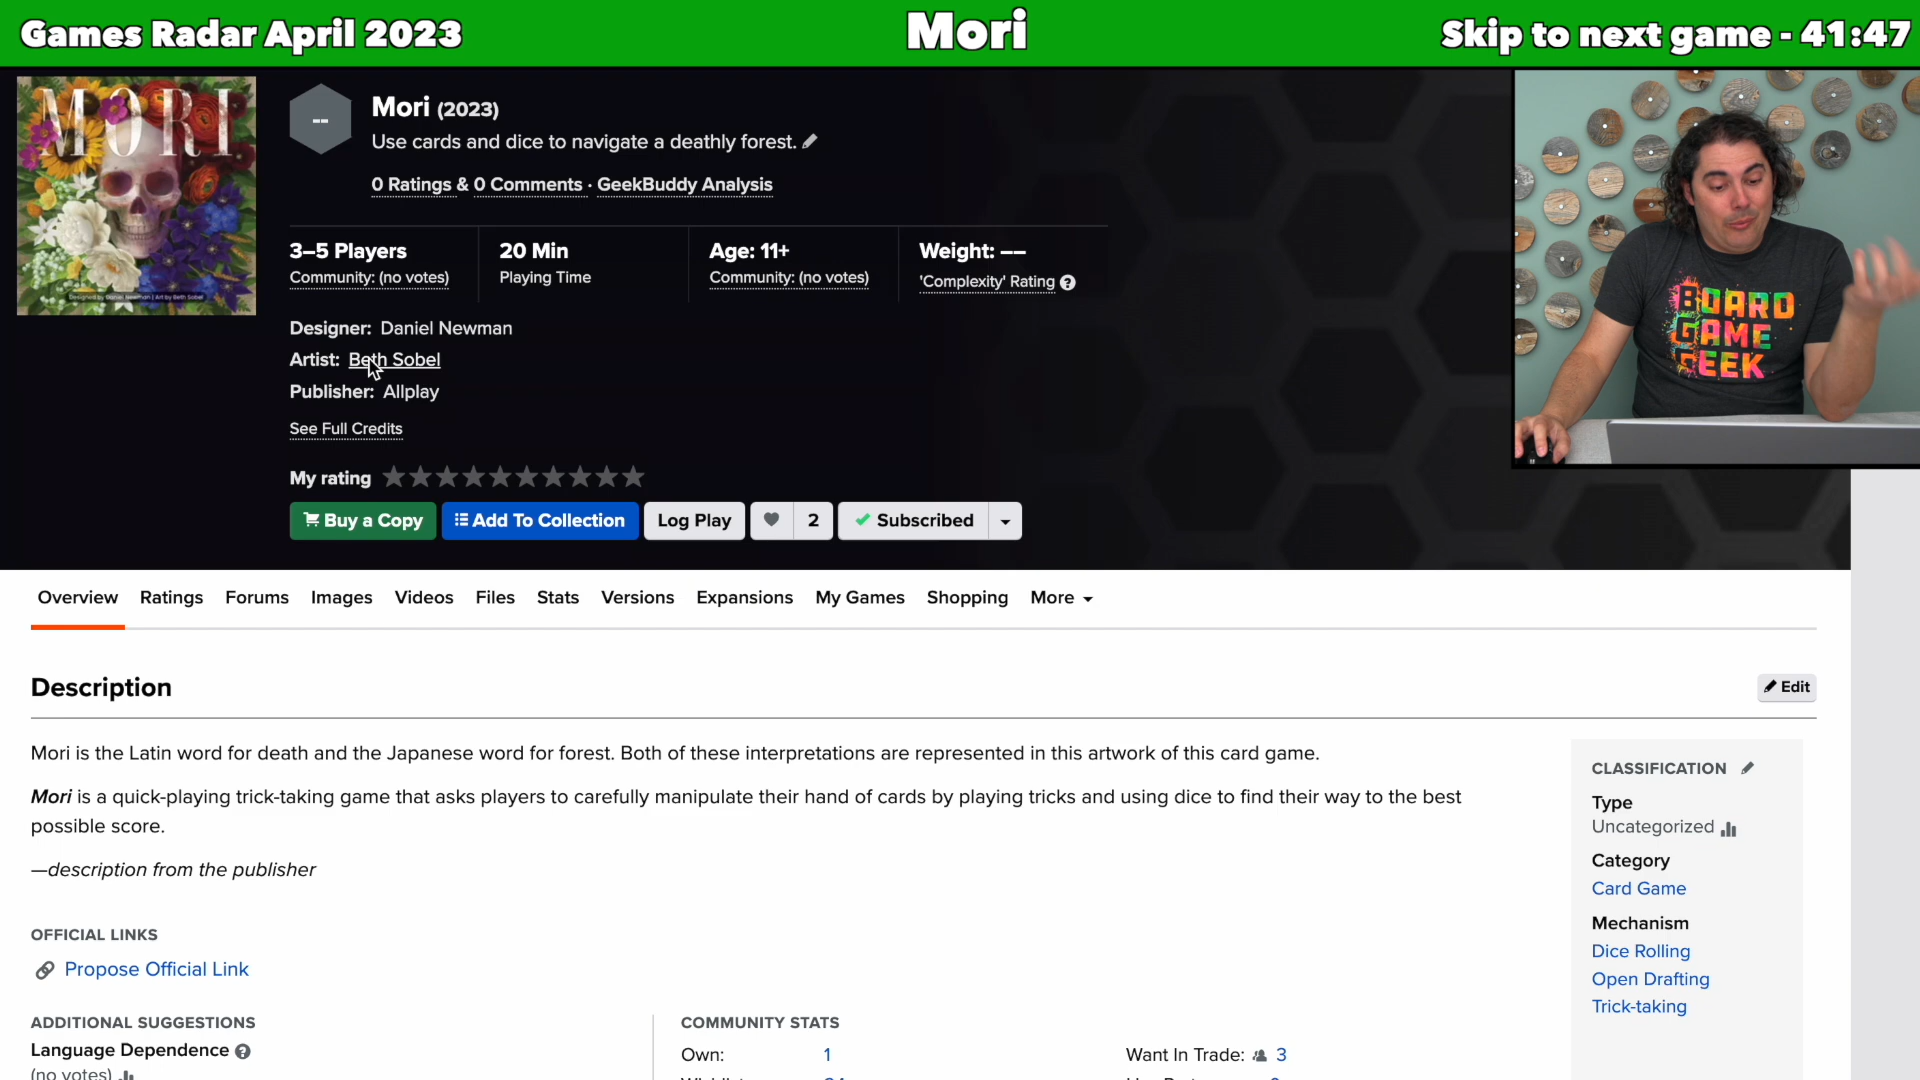 Games Radar April 2023
Mori
Skip to next game - 41:47
MORI
Designed by Daniel Newman | Art by Beth Sobel
--
Mori (2023)
Use cards and dice to navigate a deathly forest.
0 Ratings & 0 Comments · GeekBuddy Analysis
3–5 Players
Community: (no votes)
20 Min
Playing Time
Age: 11+
Community: (no votes)
Weight: ––
'Complexity' Rating
Designer: Daniel Newman
Artist: Beth Sobel
Publisher: Allplay
See Full Credits
My rating
Buy a Copy
Add To Collection
Log Play
2
Subscribed
BOARD
GAME
GEEK
Overview
Ratings
Forums
Images
Videos
Files
Stats
Versions
Expansions
My Games
Shopping
More
Description
Edit
Mori is the Latin word for death and the Japanese word for forest. Both of these interpretations are represented in this artwork of this card game.
Mori is a quick-playing trick-taking game that asks players to carefully manipulate their hand of cards by playing tricks and using dice to find their way to the best
possible score.
—description from the publisher
OFFICIAL LINKS
Propose Official Link
CLASSIFICATION
Type
Uncategorized
Category
Card Game
Mechanism
Dice Rolling
Open Drafting
Trick-taking
ADDITIONAL SUGGESTIONS
Language Dependence
(no votes)
COMMUNITY STATS
Own: 1
Want In Trade: 3